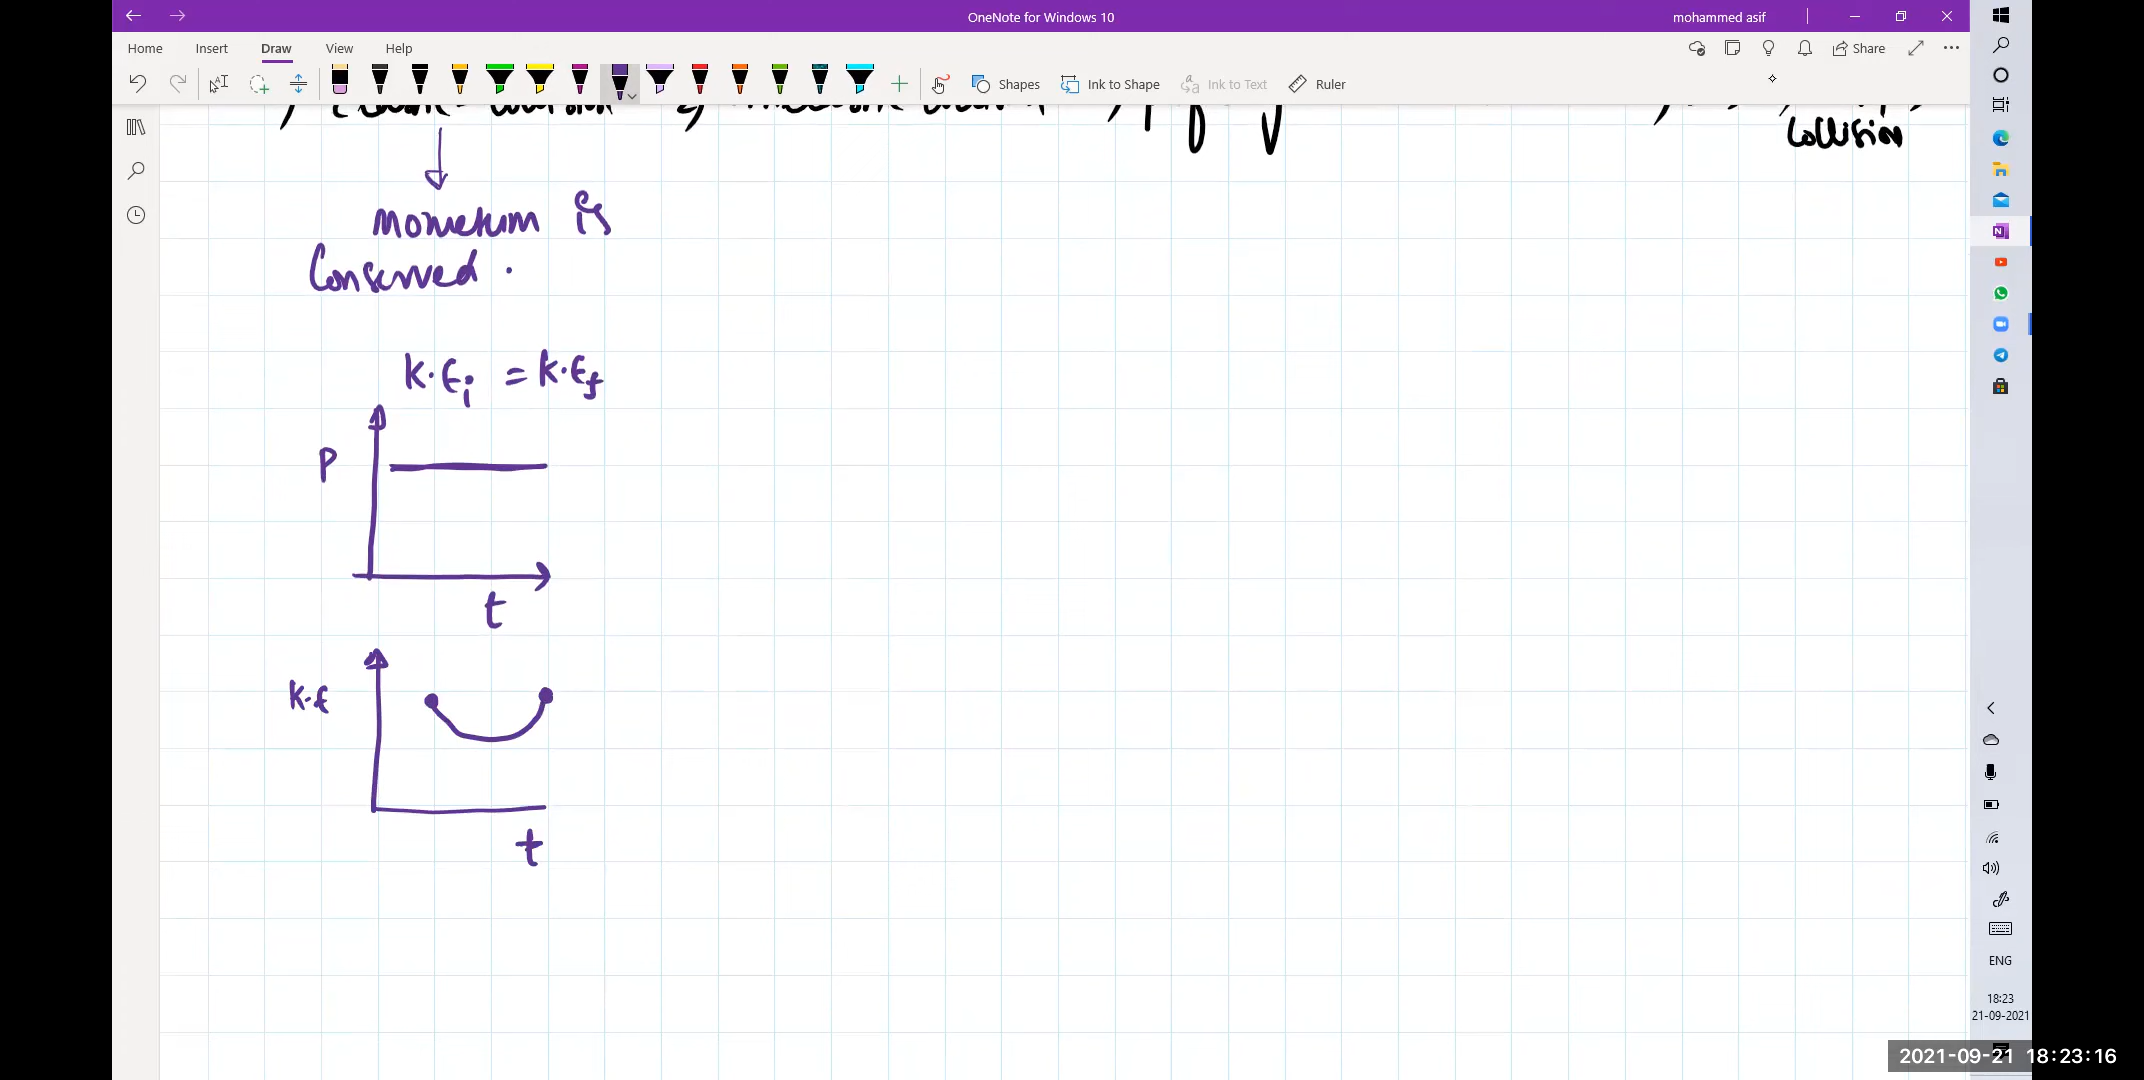 OneNote for Windows 10
mohammed asif
Home Insert Draw View Help
Share
Shapes Ink to Shape Ink to Text Ruler
Collision
Momentum is
Conserved .
K.Ei = K.Ef
P
t
K.E
t
ENG
18:23
21-09-2021
2021-09-21 18:23:16